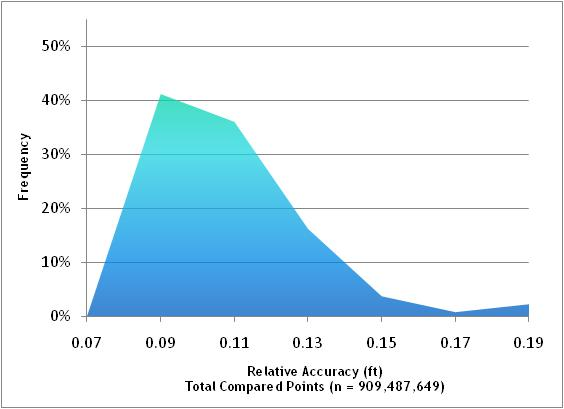 50%
40%
30%
20%
10%
0%
Frequency
0.07 0.09 0.11 0.13 0.15 0.17 0.19
Relative Accuracy (ft)
Total Compared Points (n = 909,487,649)